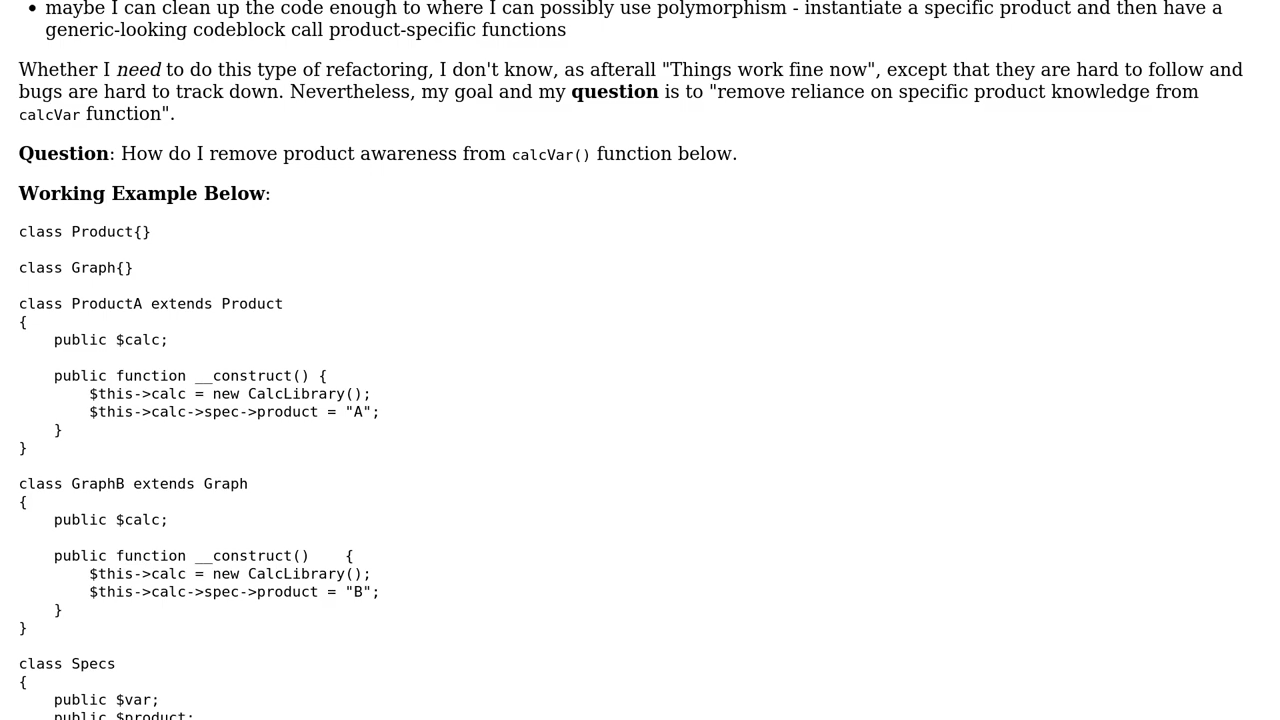 • maybe I can clean up the code enough to where I can possibly use polymorphism - instantiate a specific product and then have a
generic-looking codeblock call product-specific functions
Whether I need to do this type of refactoring, I don't know, as afterall "Things work fine now", except that they are hard to follow and
bugs are hard to track down. Nevertheless, my goal and my question is to "remove reliance on specific product knowledge from
calcVar function".
Question: How do I remove product awareness from calcVar() function below.
Working Example Below:
class Product{}
class Graph{}
class ProductA extends Product
{
    public $calc;
    public function __construct() {
        $this->calc = new CalcLibrary();
        $this->calc->spec->product = "A";
    }
}
class GraphB extends Graph
{
    public $calc;
    public function __construct()    {
        $this->calc = new CalcLibrary();
        $this->calc->spec->product = "B";
    }
}
class Specs
{
    public $var;
    public $product;